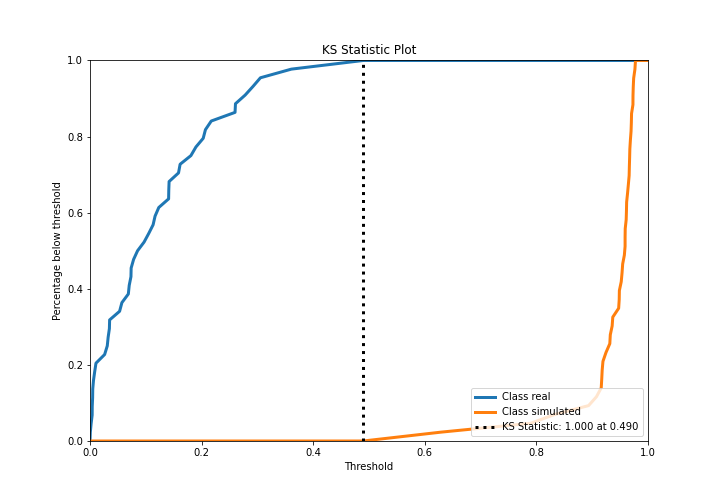 KS Statistic Plot
1.0
0.8
0.6
0.4
0.2
0.0
Percentage below threshold
Class real
Class simulated
KS Statistic: 1.000 at 0.490
0.0 0.2 0.4 0.6 0.8 1.0
Threshold